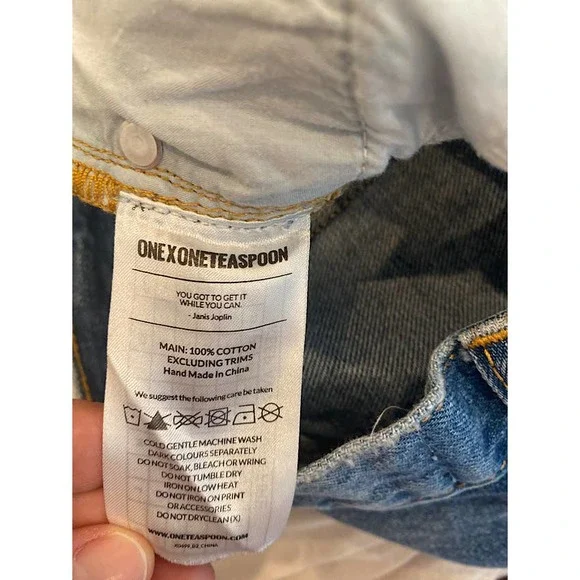 ONEXONETEASPOON
YOU GOT TO GET IT
WHILE YOU CAN.
- Janis Joplin
MAIN: 100% COTTON
EXCLUDING TRIMS
Hand Made in China
We suggest the following care be taken
COLD GENTLE MACHINE WASH
DARK COLOURS SEPARATELY
DO NOT SOAK, BLEACH OR WRING
DO NOT TUMBLE DRY
IRON ON LOW HEAT
DO NOT IRON ON PRINT
OR ACCESSORIES
DO NOT DRYCLEAN (X)
WWW.ONETEASPOON.COM